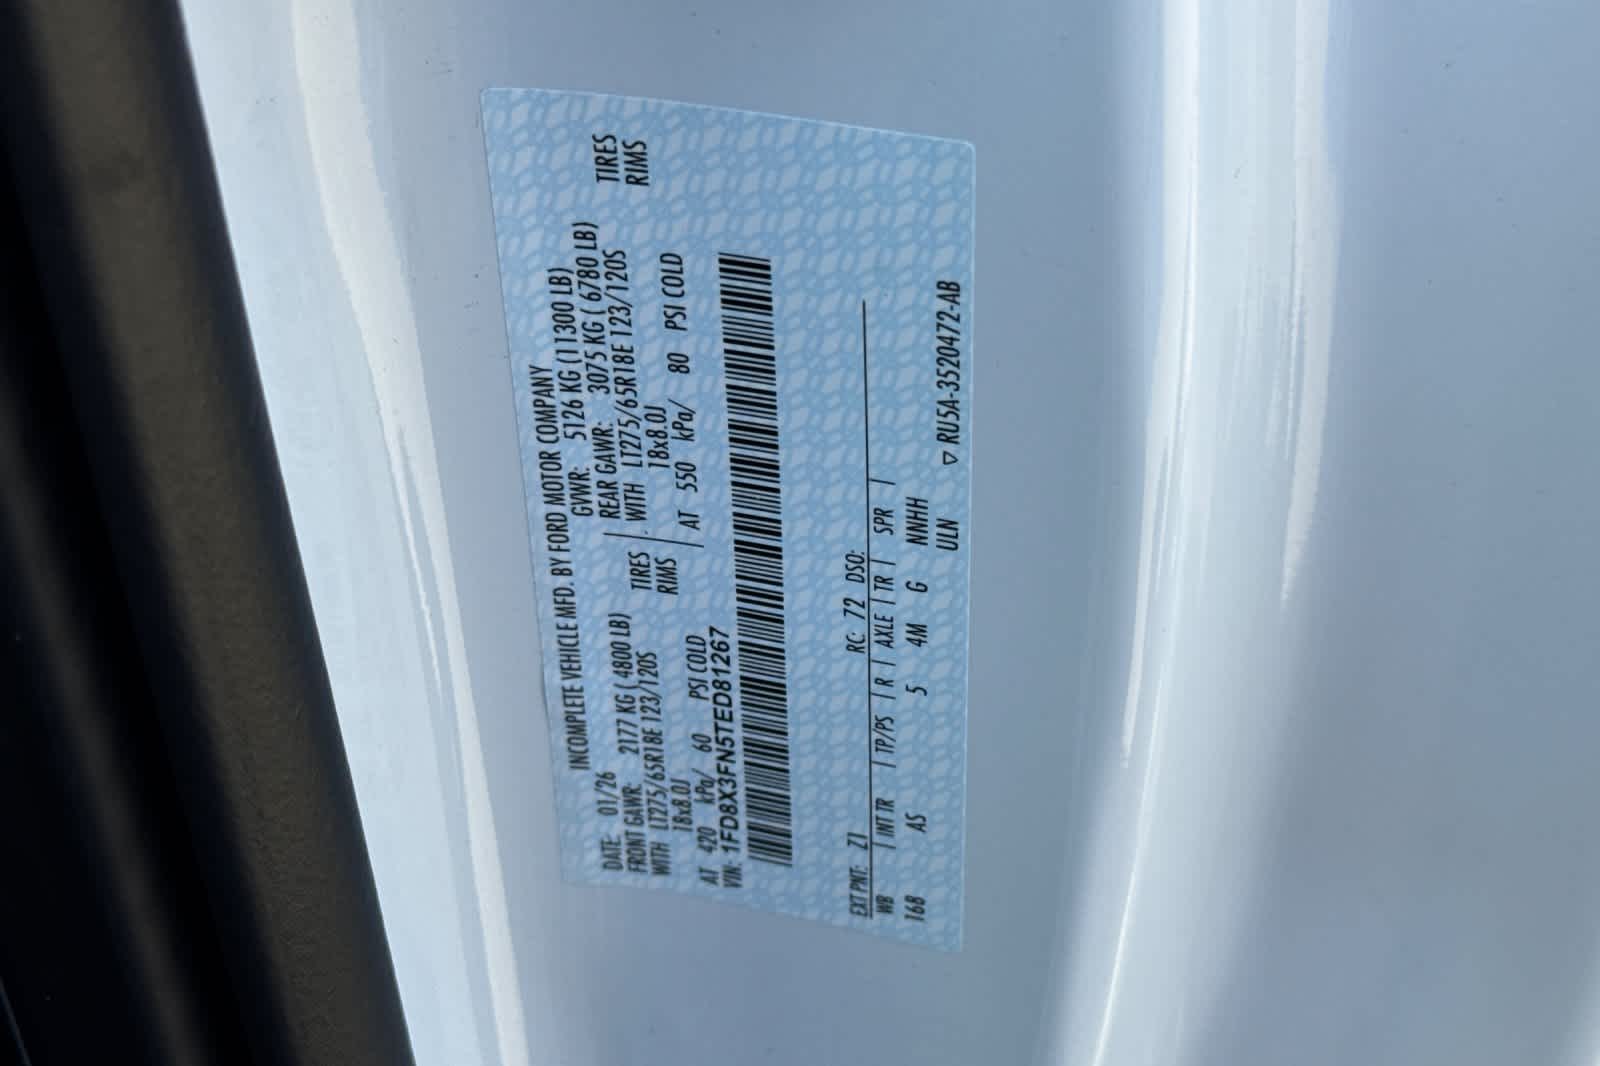 INCOMPLETE VEHICLE MFD. BY FORD MOTOR COMPANY
DATE: 01/26 GVWR: 5126 KG (11300 LB)
FRONT GAWR: 2177 KG (4800 LB) REAR GAWR: 3075 KG (6780 LB)
WITH LT275/65R18E 123/120S TIRES WITH LT275/65R18E 123/120S TIRES
18x8.0J RIMS 18x8.0J RIMS
AT 420 kPa/ 60 PSI COLD AT 550 kPa/ 80 PSI COLD
VIN: 1FD8X3FN5TED81267
EXT PNT: Z1 RC: 72 DSO:
WB | INT TR | TP/PS | R | AXLE | TR | SPR |
168 AS 5 4M G NNHH
ULN ▽ RU5A-3520472-AB